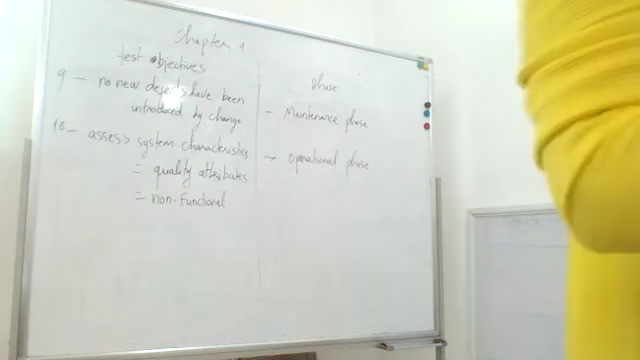 Chapter 1.
test objectives
phase
9 – no new defects have been
introduced by change
– Maintenance phase
10 – assess system characteristics
= quality attributes
= non-Functional
→ operational phase